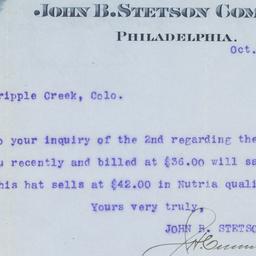 JOHN B. STETSON COM
PHILADELPHIA.
Oct.
ripple Creek, Colo.
o your inquiry of the 2nd regarding the
u recently and billed at $36.00 will sa
his hat sells at $42.00 in Nutria quali
Yours very truly,
JOHN B. STETSO